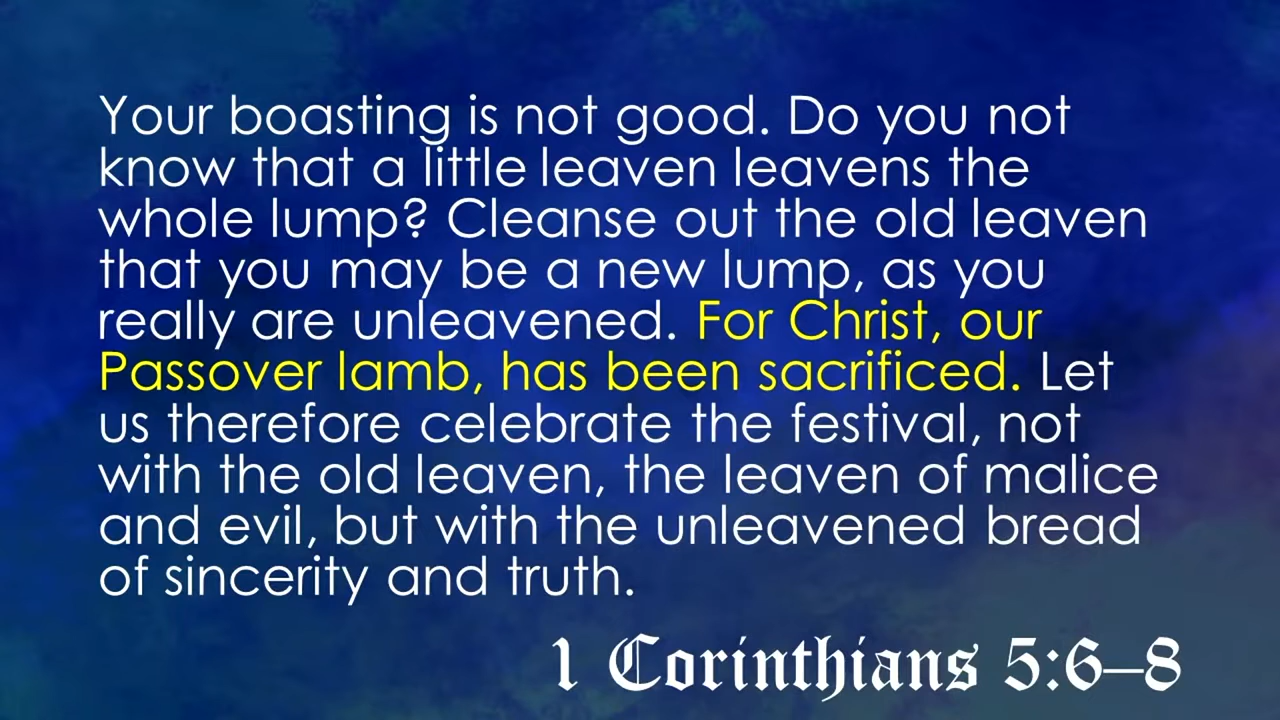 Your boasting is not good. Do you not
know that a little leaven leavens the
whole lump? Cleanse out the old leaven
that you may be a new lump, as you
really are unleavened. For Christ, our
Passover lamb, has been sacrificed. Let
us therefore celebrate the festival, not
with the old leaven, the leaven of malice
and evil, but with the unleavened bread
of sincerity and truth.
1 Corinthians 5:6–8